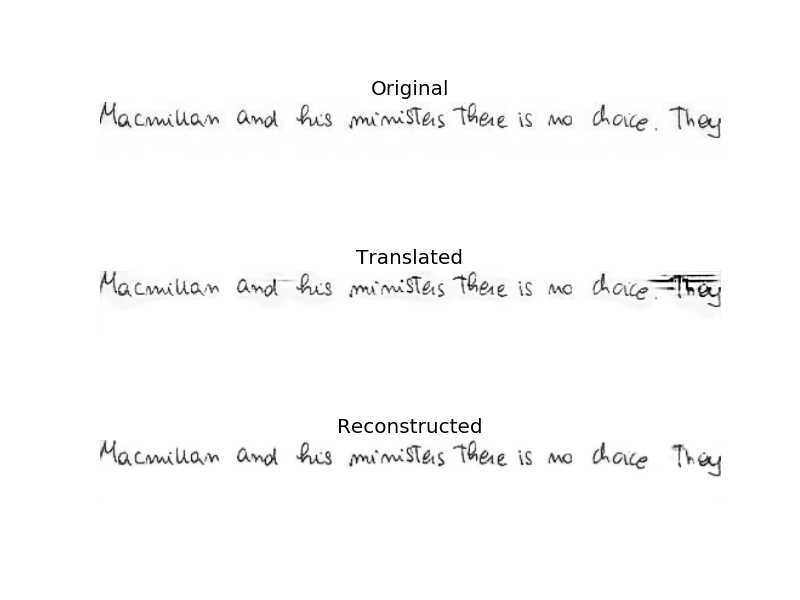 Original
Macmillan and his ministers There is no choice. They
Translated
Macmillan and his ministers There is no choice. They
Reconstructed
Macmillan and his ministers There is no choice They